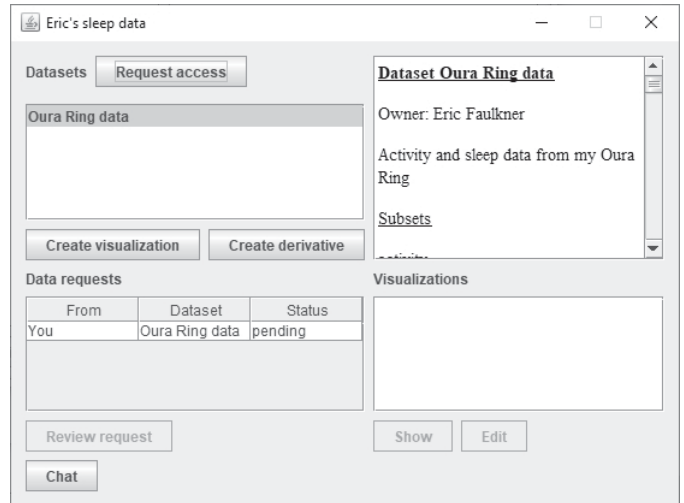 Eric's sleep data
Datasets Request access
Oura Ring data
Create visualization Create derivative
Dataset Oura Ring data
Owner: Eric Faulkner
Activity and sleep data from my Oura
Ring
Subsets
activity
Data requests
From Dataset Status
You Oura Ring data pending
Review request
Chat
Visualizations
Show Edit